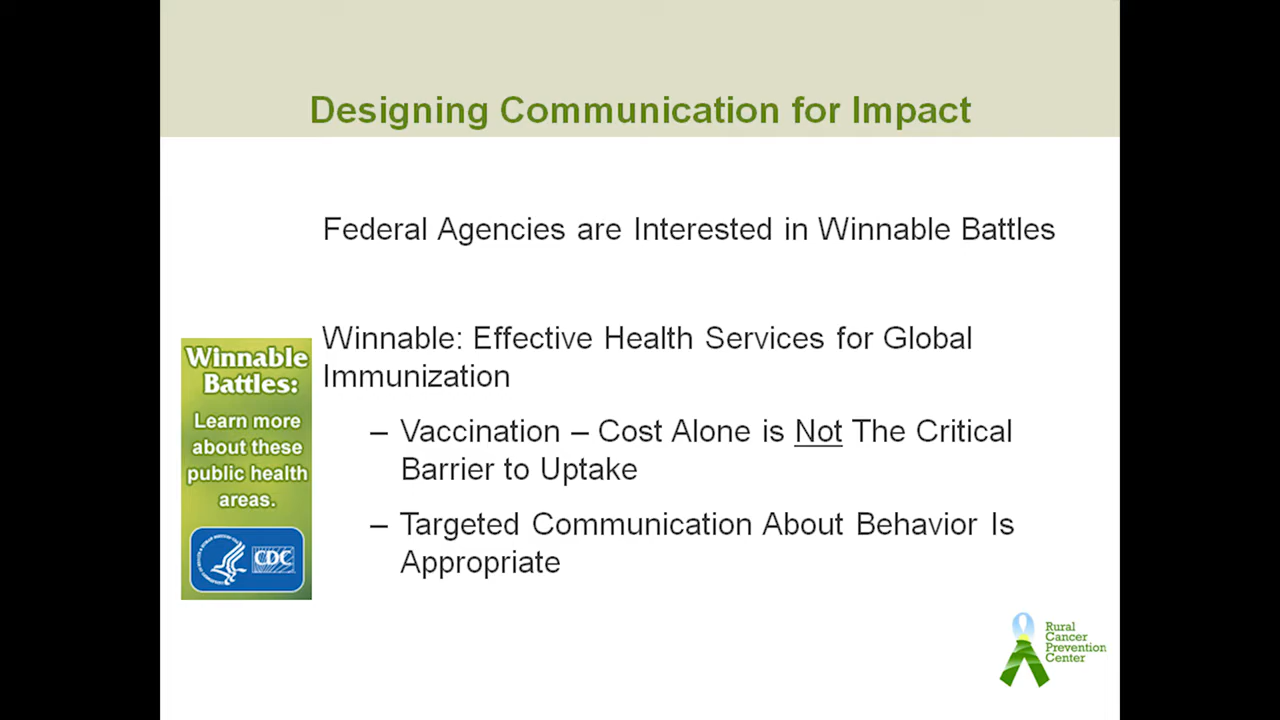 Designing Communication for Impact
Federal Agencies are Interested in Winnable Battles
Winnable: Effective Health Services for Global
Immunization
– Vaccination – Cost Alone is Not The Critical
Barrier to Uptake
– Targeted Communication About Behavior Is
Appropriate
Winnable
Battles:
Learn more
about these
public health
areas.
CDC
Rural
Cancer
Prevention
Center